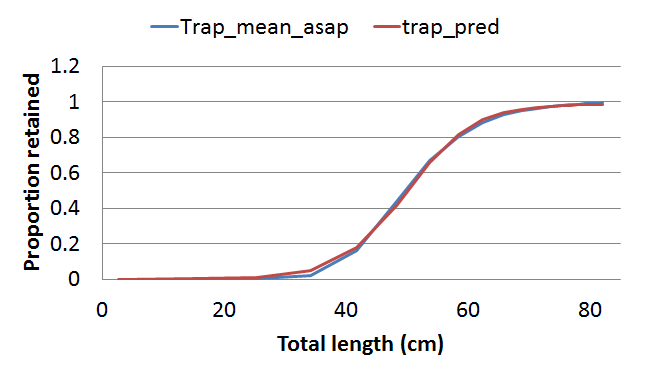 Trap_mean_asap trap_pred
1.2
1
0.8
0.6
0.4
0.2
0
0 20 40 60 80
Proportion retained
Total length (cm)